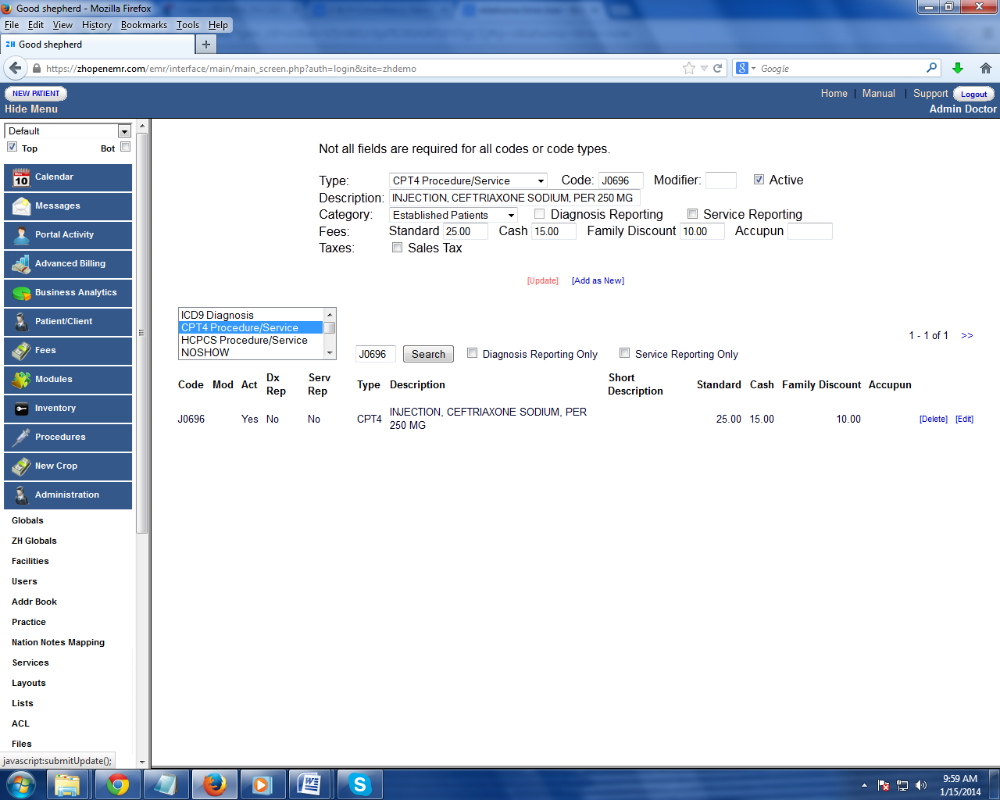 Good shepherd - Mozilla Firefox
File Edit View History Bookmarks Tools Help
ZH Good shepherd +
https://zhopenemr.com/emr/interface/main/main_screen.php?auth=login&site=zhdemo
8 Google
NEW PATIENT
Home | Manual | Support Logout
Hide Menu
Admin Doctor
Default
Top Bot
Calendar
Messages
Portal Activity
Advanced Billing
Business Analytics
Patient/Client
Fees
Modules
Inventory
Procedures
New Crop
Administration
Globals
ZH Globals
Facilities
Users
Addr Book
Practice
Nation Notes Mapping
Services
Layouts
Lists
ACL
Files
javascript:submitUpdate();
Not all fields are required for all codes or code types.
Type: CPT4 Procedure/Service Code: J0696 Modifier: Active
Description: INJECTION, CEFTRIAXONE SODIUM, PER 250 MG
Category: Established Patients Diagnosis Reporting Service Reporting
Fees: Standard 25.00 Cash 15.00 Family Discount 10.00 Accupun
Taxes: Sales Tax
[Update] [Add as New]
ICD9 Diagnosis
CPT4 Procedure/Service
HCPCS Procedure/Service
NOSHOW
1 - 1 of 1 >>
J0696 Search Diagnosis Reporting Only Service Reporting Only
Code Mod Act Dx Rep Serv Rep Type Description Short Description Standard Cash Family Discount Accupun
J0696 Yes No No CPT4 INJECTION, CEFTRIAXONE SODIUM, PER 250 MG 25.00 15.00 10.00 [Delete] [Edit]
9:59 AM
1/15/2014